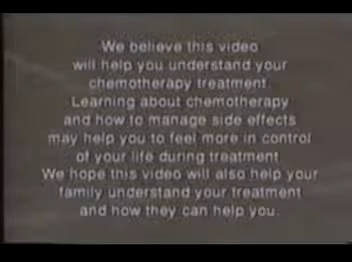 We believe this video
will help you understand your
chemotherapy treatment.
Learning about chemotherapy
and how to manage side effects
may help you to feel more in control
of your life during treatment.
We hope this video will also help your
family understand your treatment
and how they can help you.